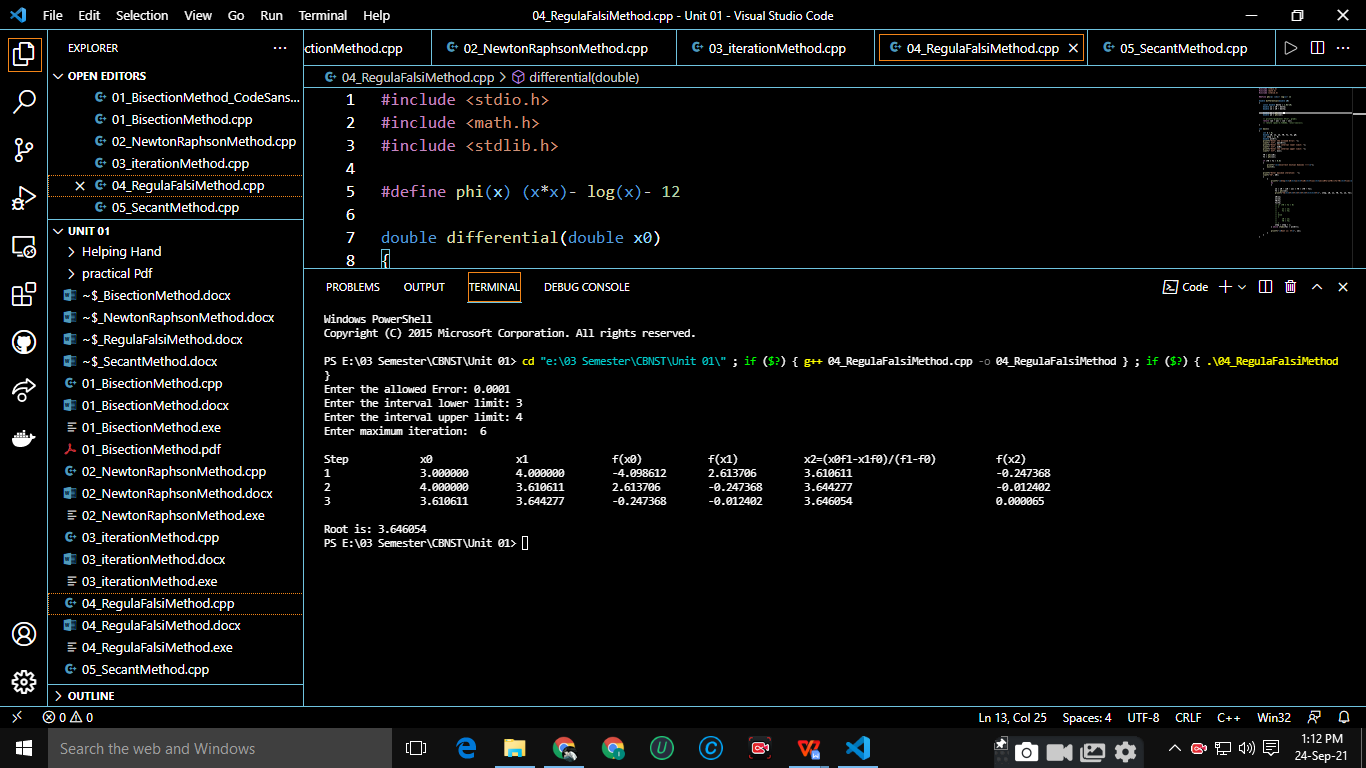 File Edit Selection View Go Run Terminal Help 04_RegulaFalsiMethod.cpp - Unit 01 - Visual Studio Code
EXPLORER
OPEN EDITORS
01_BisectionMethod_CodeSans...
01_BisectionMethod.cpp
02_NewtonRaphsonMethod.cpp
03_iterationMethod.cpp
04_RegulaFalsiMethod.cpp
05_SecantMethod.cpp
UNIT 01
Helping Hand
practical Pdf
~$_BisectionMethod.docx
~$_NewtonRaphsonMethod.docx
~$_RegulaFalsiMethod.docx
~$_SecantMethod.docx
01_BisectionMethod.cpp
01_BisectionMethod.docx
01_BisectionMethod.exe
01_BisectionMethod.pdf
02_NewtonRaphsonMethod.cpp
02_NewtonRaphsonMethod.docx
02_NewtonRaphsonMethod.exe
03_iterationMethod.cpp
03_iterationMethod.docx
03_iterationMethod.exe
04_RegulaFalsiMethod.cpp
04_RegulaFalsiMethod.docx
04_RegulaFalsiMethod.exe
05_SecantMethod.cpp
OUTLINE
ectionMethod.cpp 02_NewtonRaphsonMethod.cpp 03_iterationMethod.cpp 04_RegulaFalsiMethod.cpp 05_SecantMethod.cpp
04_RegulaFalsiMethod.cpp > differential(double)
1 #include <stdio.h>
2 #include <math.h>
3 #include <stdlib.h>
4
5 #define phi(x) (x*x)- log(x)- 12
6
7 double differential(double x0)
8 {
PROBLEMS OUTPUT TERMINAL DEBUG CONSOLE Code
Windows PowerShell
Copyright (C) 2015 Microsoft Corporation. All rights reserved.
PS E:\03 Semester\CBNST\Unit 01> cd "e:\03 Semester\CBNST\Unit 01\" ; if ($?) { g++ 04_RegulaFalsiMethod.cpp -o 04_RegulaFalsiMethod } ; if ($?) { .\04_RegulaFalsiMethod
}
Enter the allowed Error: 0.0001
Enter the interval lower limit: 3
Enter the interval upper limit: 4
Enter maximum iteration:  6
Step x0 x1 f(x0) f(x1) x2=(x0f1-x1f0)/(f1-f0) f(x2)
1 3.000000 4.000000 -4.098612 2.613706 3.610611 -0.247368
2 4.000000 3.610611 2.613706 -0.247368 3.644277 -0.012402
3 3.610611 3.644277 -0.247368 -0.012402 3.646054 0.000065
Root is: 3.646054
PS E:\03 Semester\CBNST\Unit 01>
0 0 Ln 13, Col 25 Spaces: 4 UTF-8 CRLF C++ Win32
Search the web and Windows
1:12 PM
24-Sep-21